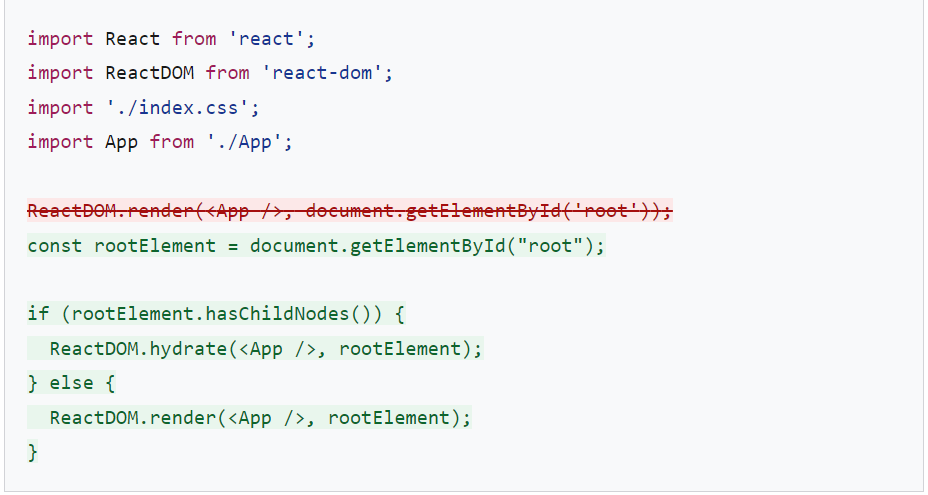 import React from 'react';
import ReactDOM from 'react-dom';
import './index.css';
import App from './App';
ReactDOM.render(<App />, document.getElementById('root'));
const rootElement = document.getElementById("root");
if (rootElement.hasChildNodes()) {
  ReactDOM.hydrate(<App />, rootElement);
} else {
  ReactDOM.render(<App />, rootElement);
}